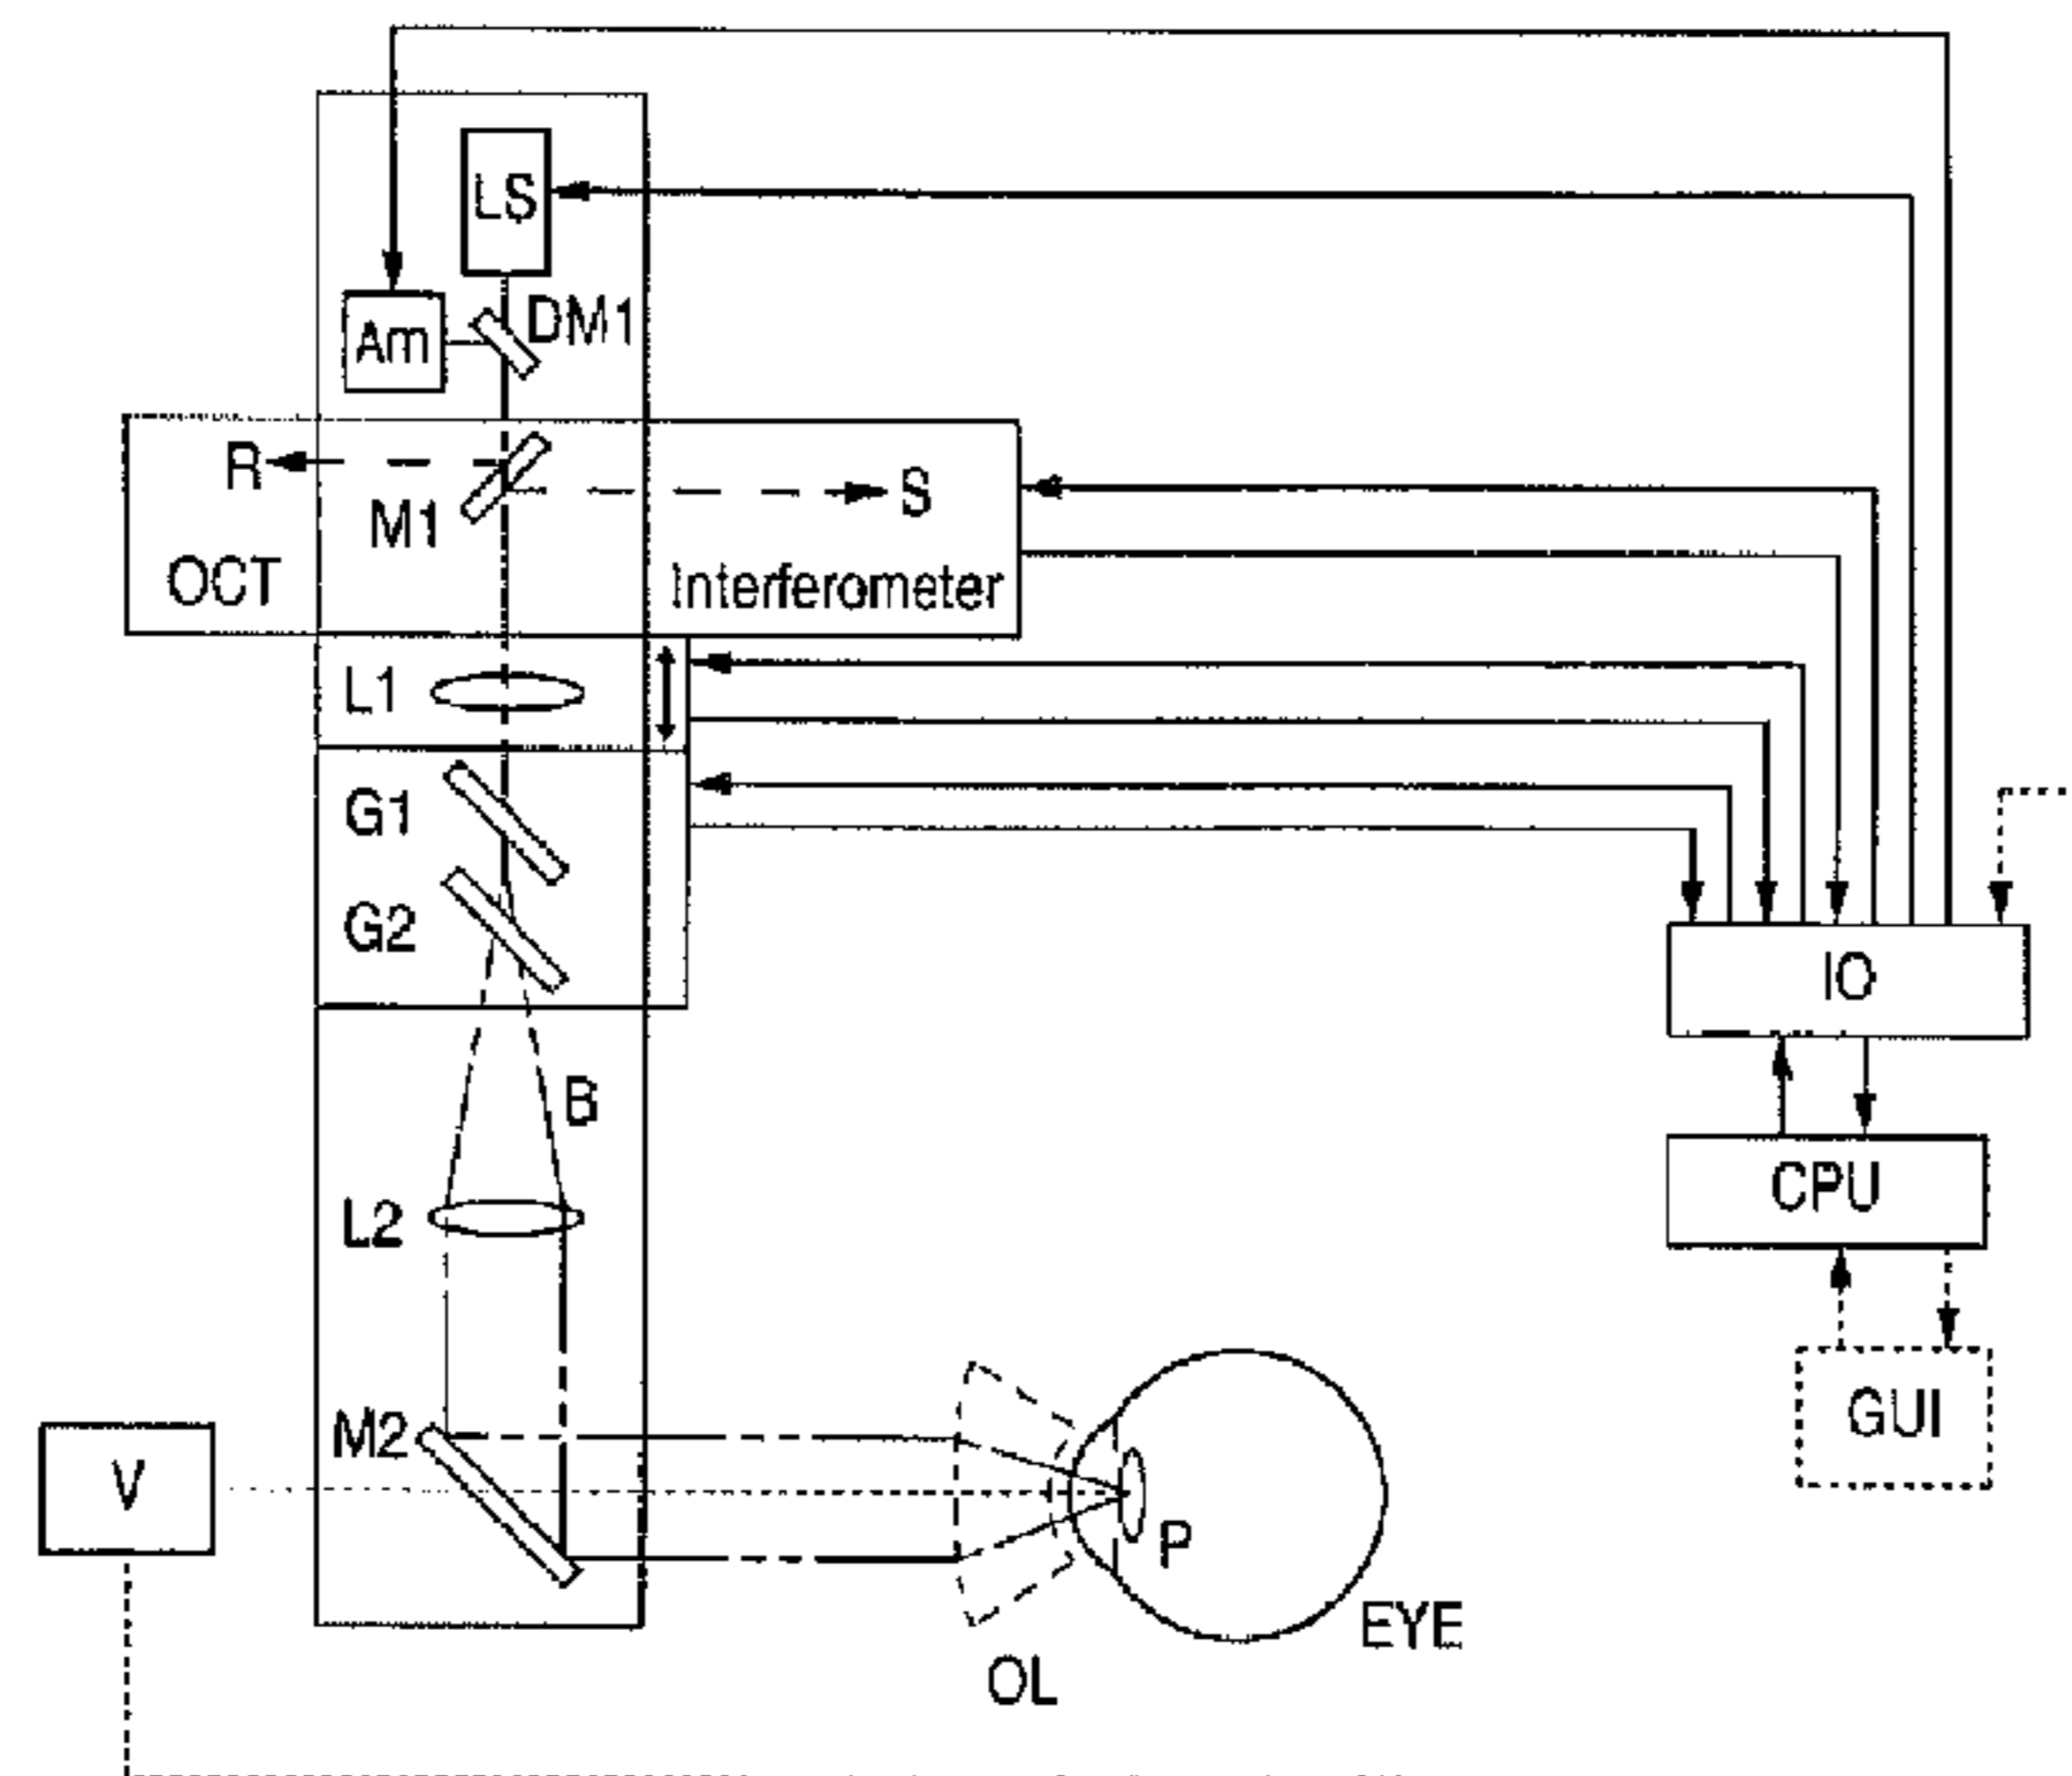 LS
DM1
Am
R
S
M1
OCT
Interferometer
L1
G1
G2
IO
B
CPU
L2
GUI
M2
V
P
EYE
OL